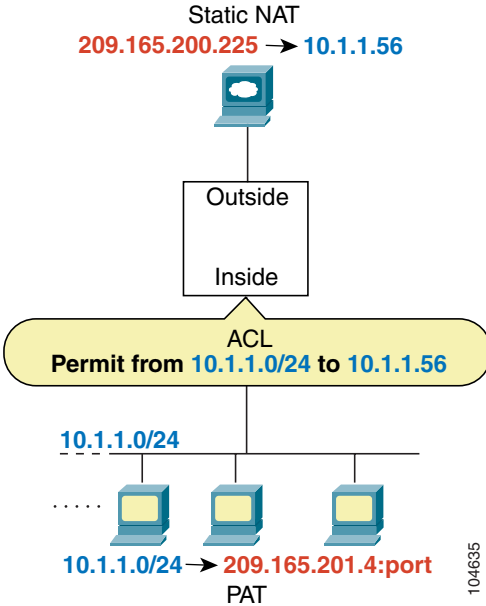 Static NAT
209.165.200.225 → 10.1.1.56
Outside
Inside
ACL
Permit from 10.1.1.0/24 to 10.1.1.56
10.1.1.0/24
10.1.1.0/24 → 209.165.201.4:port
PAT
104635